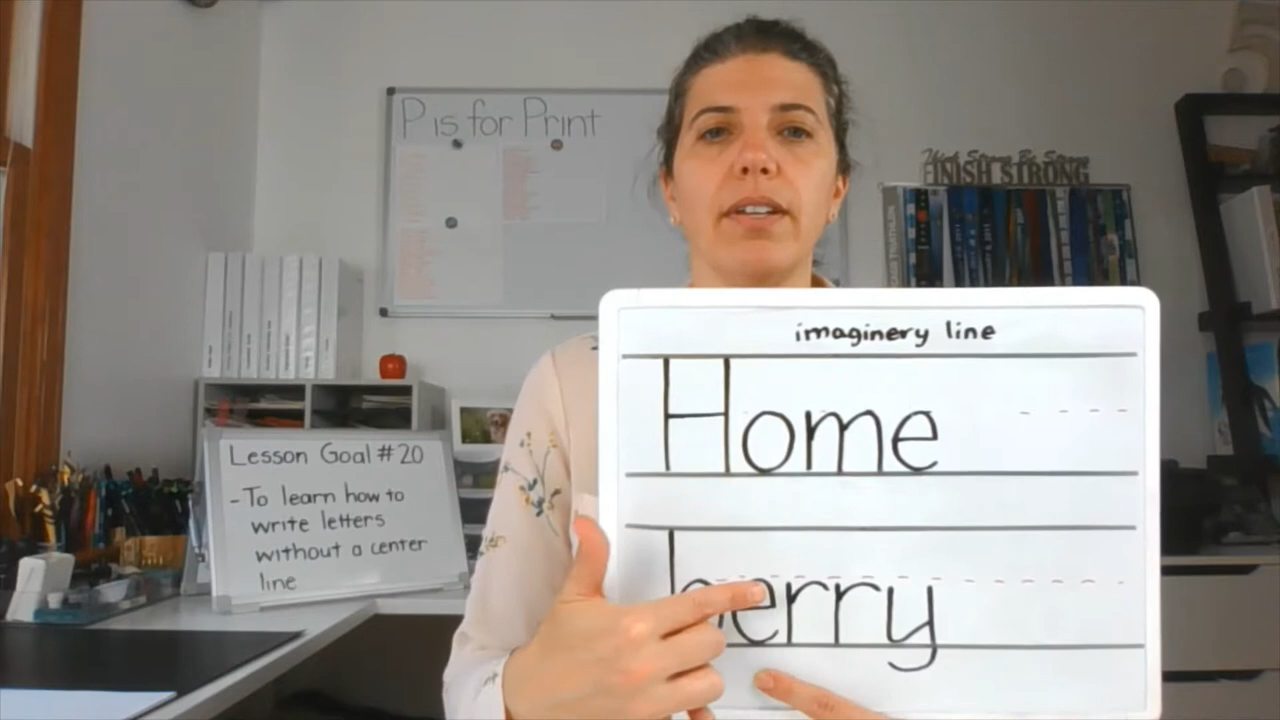 P is for Print
FINISH STRONG
imaginery line
Home
berry
Lesson Goal #20
-To learn how to
write letters
without a center
line